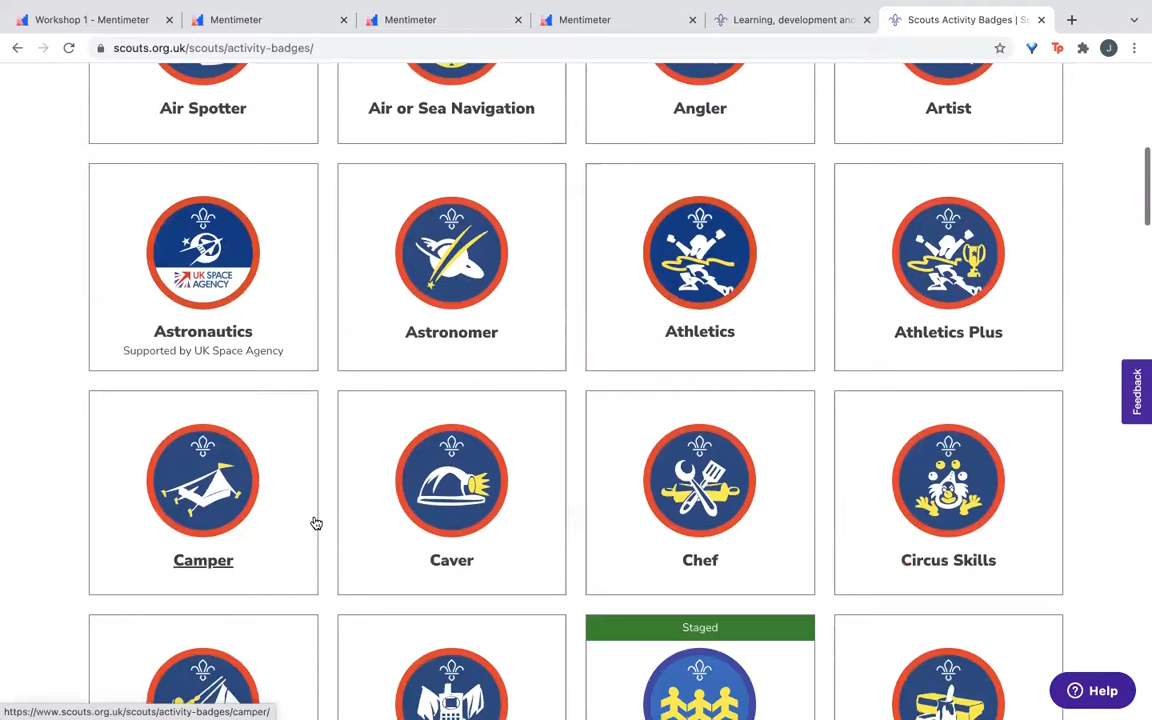 Workshop 1 - Mentimeter
Mentimeter
Mentimeter
Mentimeter
Learning, development and
Scouts Activity Badges | Sc
scouts.org.uk/scouts/activity-badges/
Tp
J
Air Spotter
Air or Sea Navigation
Angler
Artist
UK SPACE
AGENCY
Astronautics
Supported by UK Space Agency
Astronomer
Athletics
Athletics Plus
Feedback
Camper
Caver
Chef
Circus Skills
Staged
Help
https://www.scouts.org.uk/scouts/activity-badges/camper/